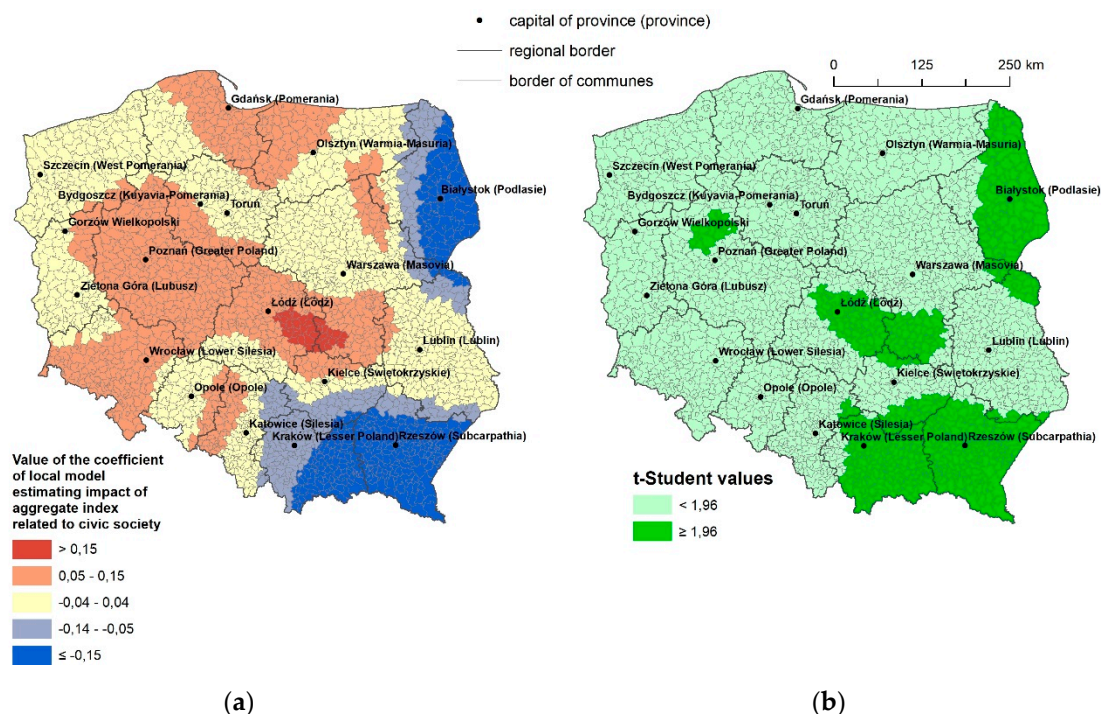 capital of province (province)
regional border
border of communes
0 125 250 km
Gdańsk (Pomerania)
Olsztyn (Warmia-Masuria)
Szczecin (West Pomerania)
Białystok (Podlasie)
Bydgoszcz (Kuyavia-Pomerania)
Toruń
Gorzów Wielkopolski
Poznań (Greater Poland)
Warszawa (Masovia)
Zielona Góra (Lubusz)
Łódź (Łódź)
Wrocław (Lower Silesia)
Lublin (Lublin)
Kielce (Świętokrzyskie)
Opole (Opole)
Katowice (Silesia)
Kraków (Lesser Poland)
Rzeszów (Subcarpathia)
Value of the coefficient
of local model
estimating impact of
aggregate index
related to civic society
> 0,15
0,05 - 0,15
-0,04 - 0,04
-0,14 - -0,05
≤ -0,15
(a)
Gdańsk (Pomerania)
Olsztyn (Warmia-Masuria)
Szczecin (West Pomerania)
Białystok (Podlasie)
Bydgoszcz (Kuyavia-Pomerania)
Toruń
Gorzów Wielkopolski
Poznań (Greater Poland)
Warszawa (Masovia)
Zielona Góra (Lubusz)
Łódź (Łódź)
Wrocław (Lower Silesia)
Lublin (Lublin)
Kielce (Świętokrzyskie)
Opole (Opole)
Katowice (Silesia)
Kraków (Lesser Poland)
Rzeszów (Subcarpathia)
t-Student values
< 1,96
≥ 1,96
(b)